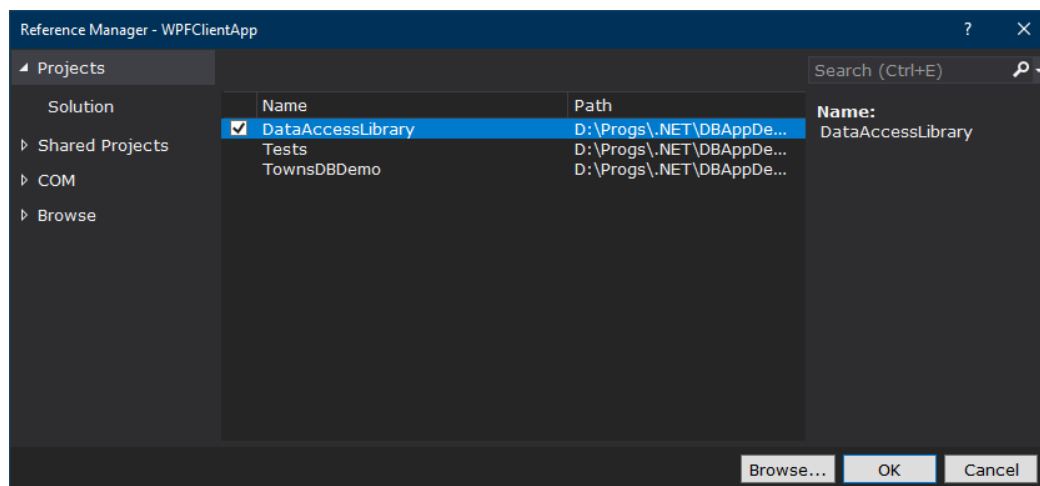 Reference Manager - WPFClientApp ? ×
Projects
Search (Ctrl+E)
Solution
Shared Projects
COM
Browse
Name Path
DataAccessLibrary D:\Progs\.NET\DBAppDe...
Tests D:\Progs\.NET\DBAppDe...
TownsDBDemo D:\Progs\.NET\DBAppDe...
Name:
DataAccessLibrary
Browse... OK Cancel